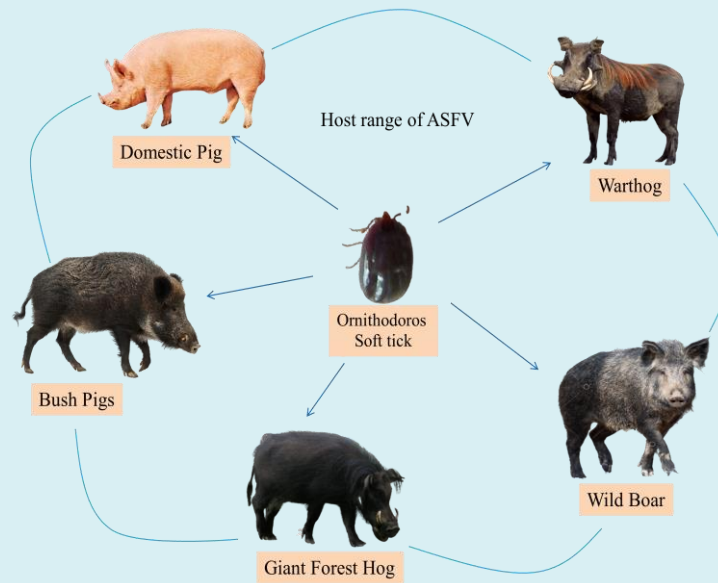 Host range of ASFV
Domestic Pig
Warthog
Ornithodoros
Soft tick
Bush Pigs
Wild Boar
Giant Forest Hog